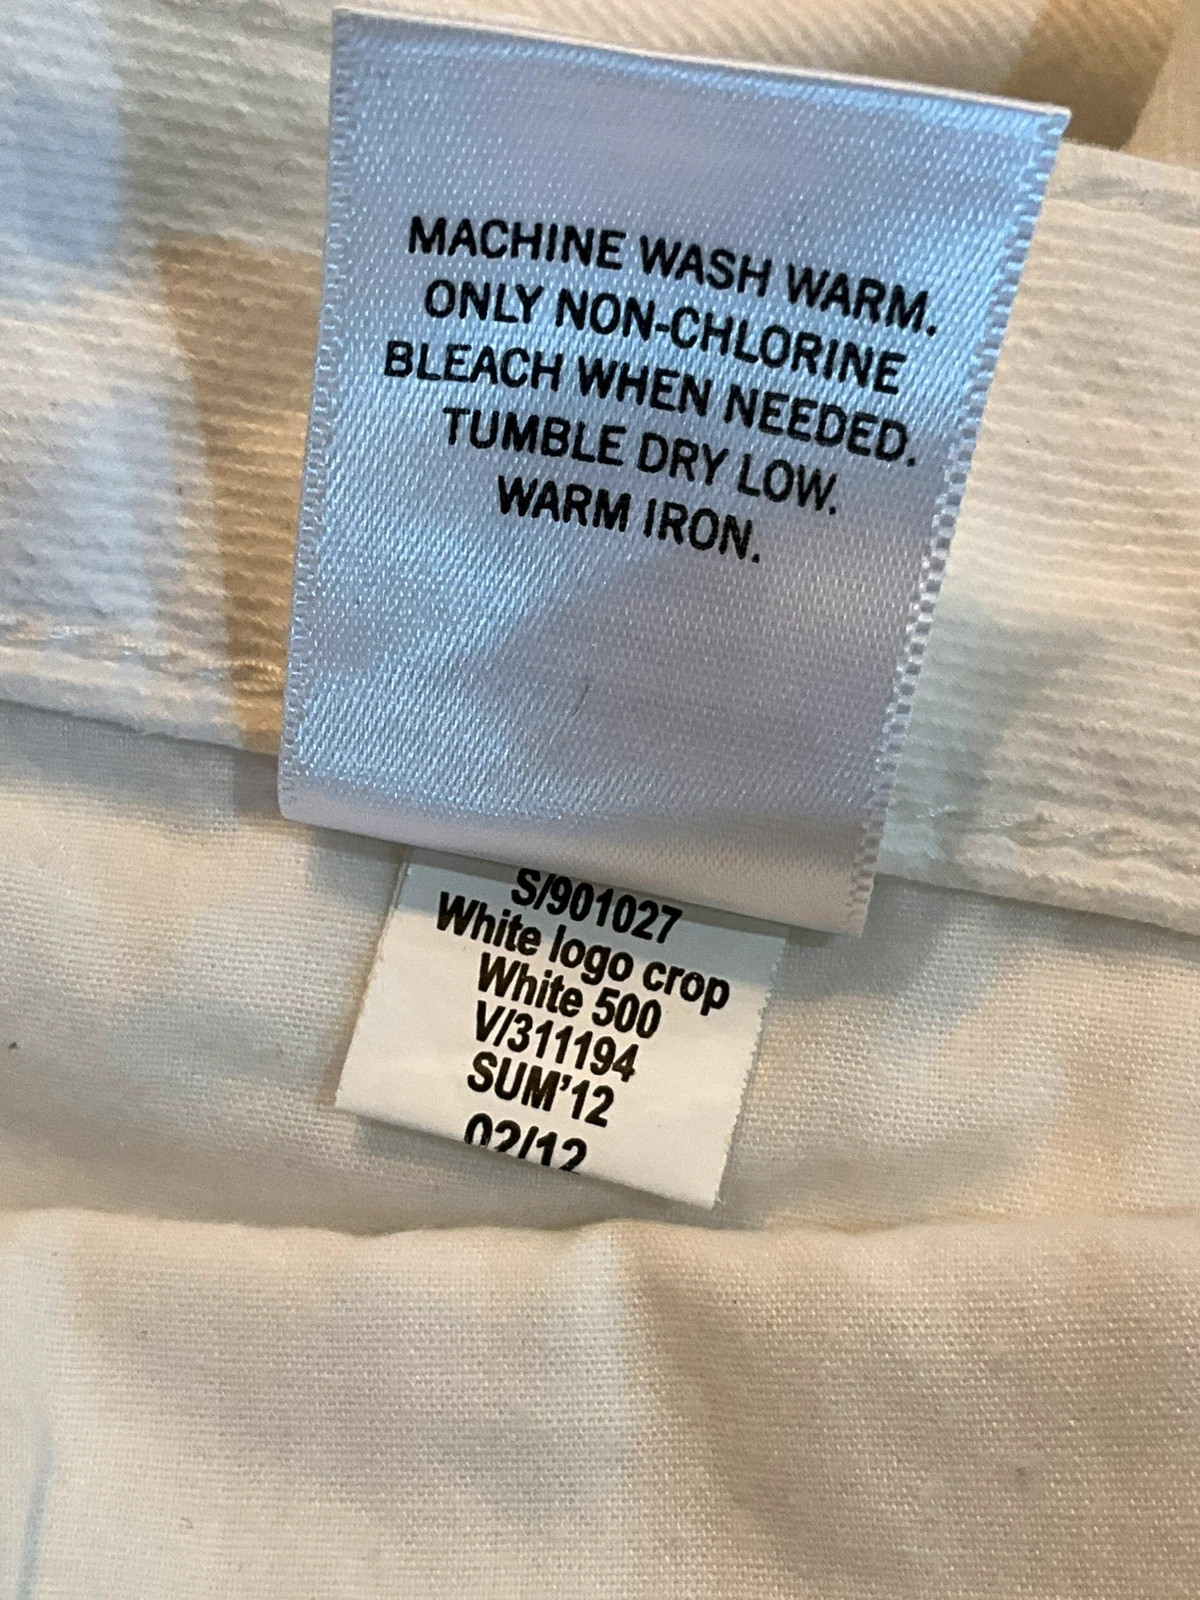 MACHINE WASH WARM.
ONLY NON-CHLORINE
BLEACH WHEN NEEDED.
TUMBLE DRY LOW.
WARM IRON.
S/901027
White logo crop
White 500
V/311194
SUM'12
02/12